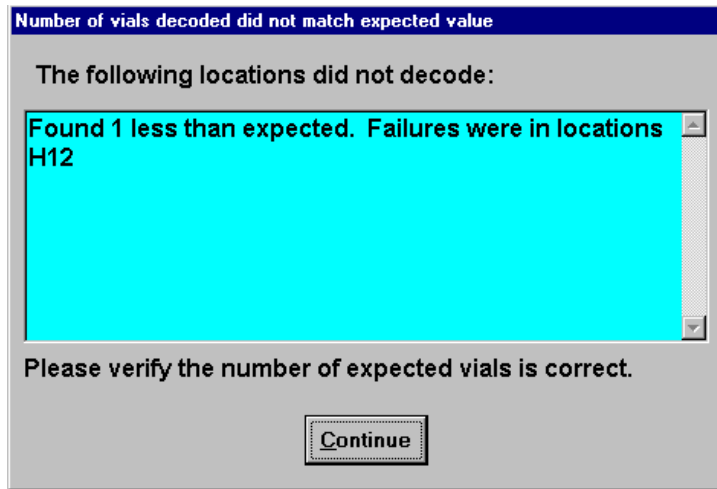 Number of vials decoded did not match expected value
The following locations did not decode:
Found 1 less than expected.  Failures were in locations
H12
Please verify the number of expected vials is correct.
Continue